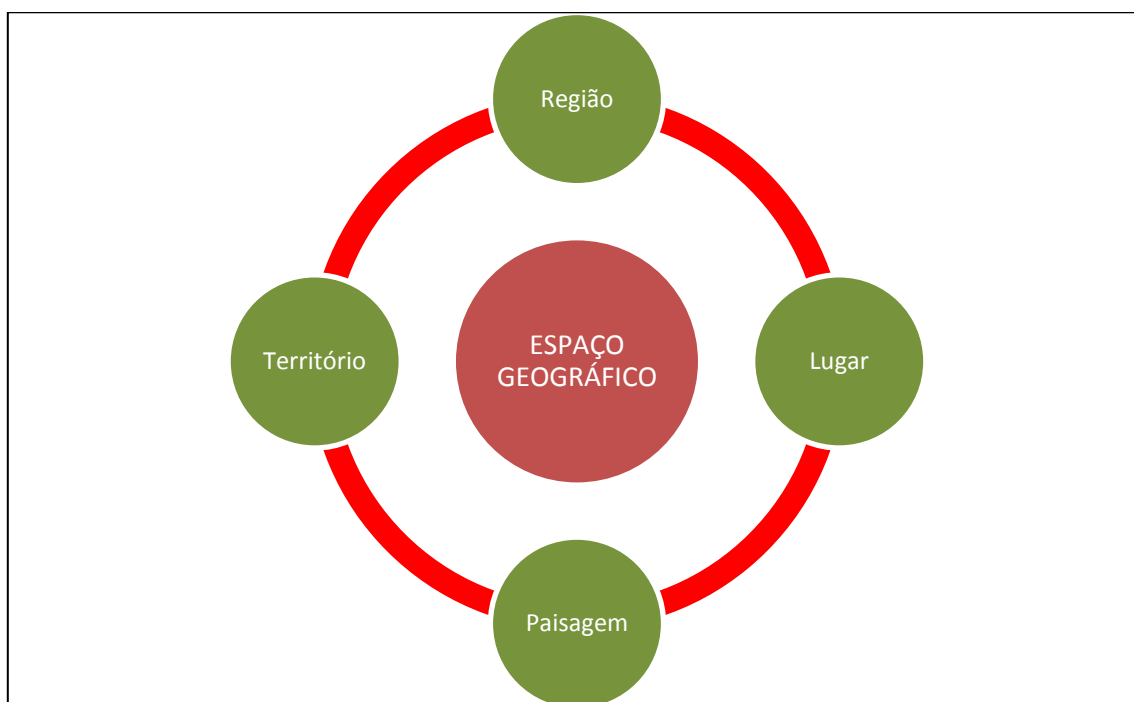 Região
Território
ESPAÇO
GEOGRÁFICO
Lugar
Paisagem